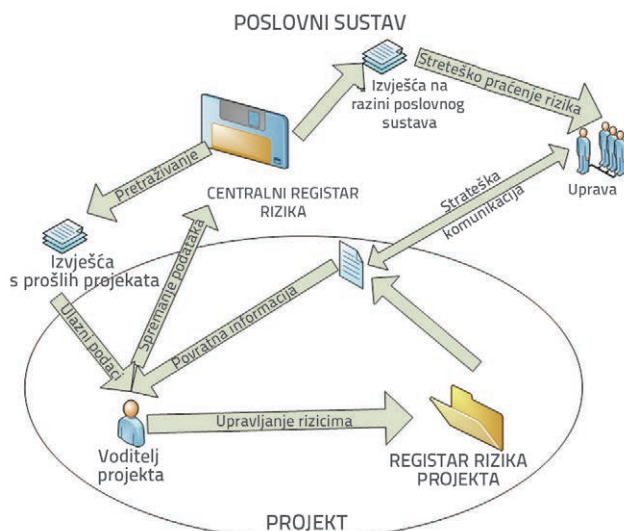 POSLOVNI SUSTAV
Izvješća na
razini poslovnog
sustava
Streteško praćenje rizika
Uprava
Pretraživanje
CENTRALNI REGISTAR
RIZIKA
Strateška
komunikacija
Izvješća
s prošlih projekata
Ulazni podaci
Spremanje podataka
Povratna informacija
Voditelj
projekta
Upravljanje rizicima
REGISTAR RIZIKA
PROJEKTA
PROJEKT